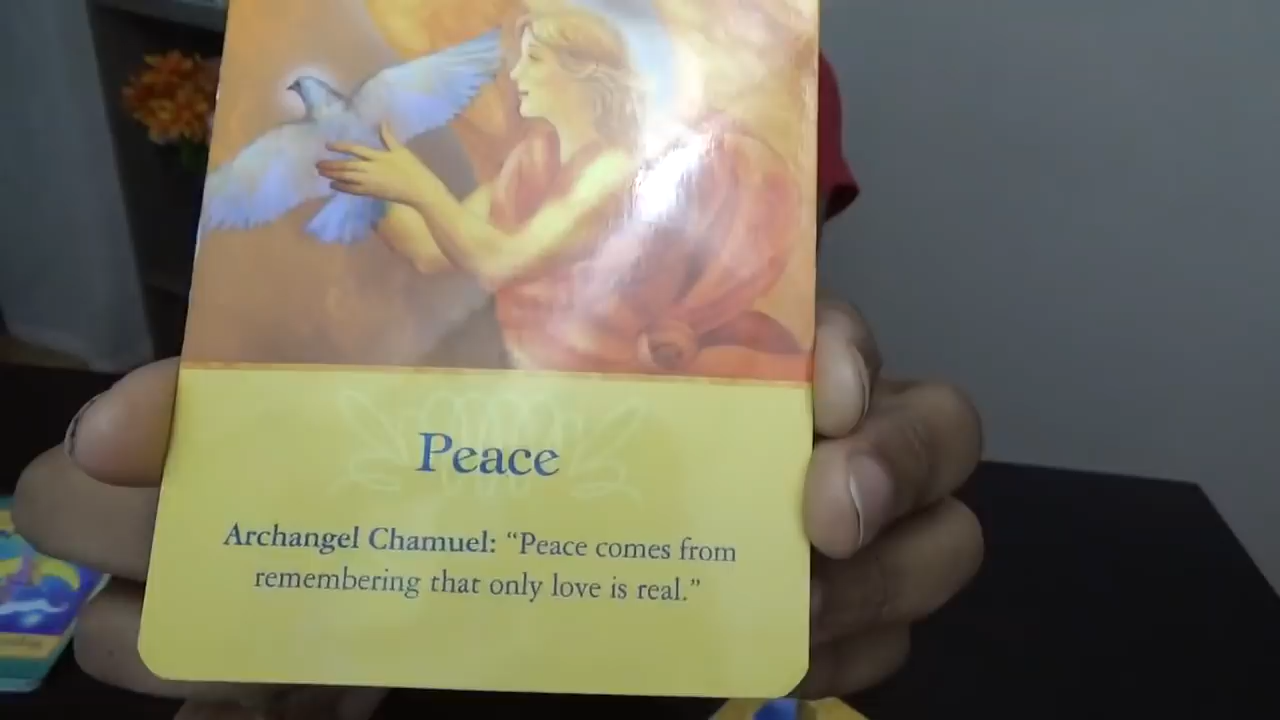 Peace
Archangel Chamuel: “Peace comes from
remembering that only love is real.”